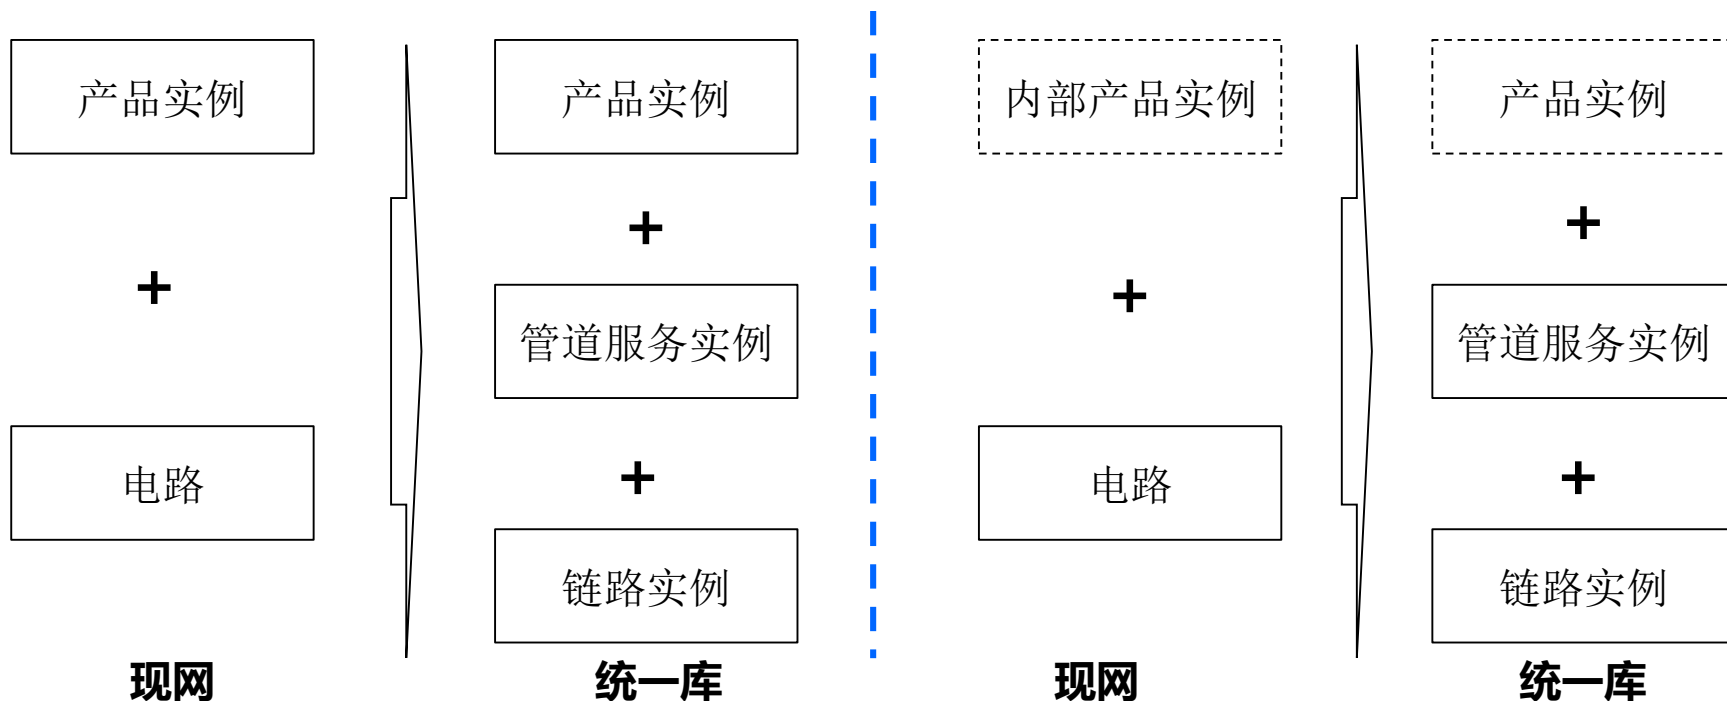 产品实例
+
电路
现网
产品实例
+
管道服务实例
+
链路实例
统一库
内部产品实例
+
电路
现网
产品实例
+
管道服务实例
+
链路实例
统一库